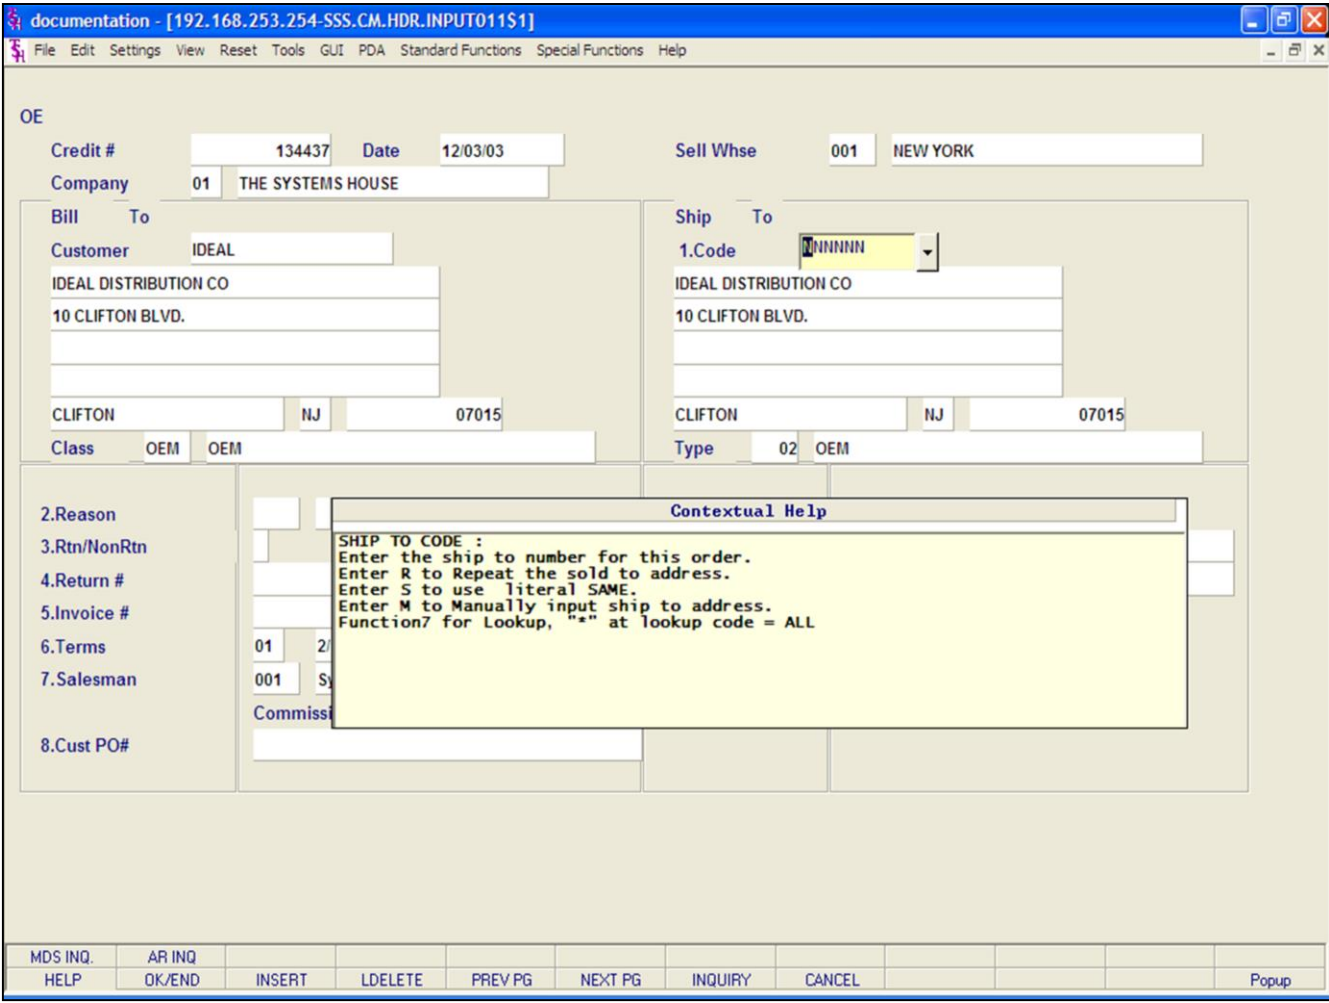 documentation - [192.168.253.254-SSS.CM.HDR.INPUT011$1]
File Edit Settings View Reset Tools GUI PDA Standard Functions Special Functions Help
OE
Credit # 134437 Date 12/03/03 Sell Whse 001 NEW YORK
Company 01 THE SYSTEMS HOUSE
Bill To Ship To
Customer IDEAL 1.Code NNNNNN
IDEAL DISTRIBUTION CO IDEAL DISTRIBUTION CO
10 CLIFTON BLVD. 10 CLIFTON BLVD.
CLIFTON NJ 07015 CLIFTON NJ 07015
Class OEM OEM Type 02 OEM
2.Reason
Contextual Help
3.Rtn/NonRtn
SHIP TO CODE :
Enter the ship to number for this order.
Enter R to Repeat the sold to address.
4.Return #
Enter S to use literal SAME.
Enter M to Manually input ship to address.
5.Invoice #
Function7 for Lookup, "*" at lookup code = ALL
6.Terms 01 2/
7.Salesman 001
Commissi
8.Cust PO#
MDS INQ. AR INQ
HELP OK/END INSERT LDELETE PREV PG NEXT PG INQUIRY CANCEL Popup